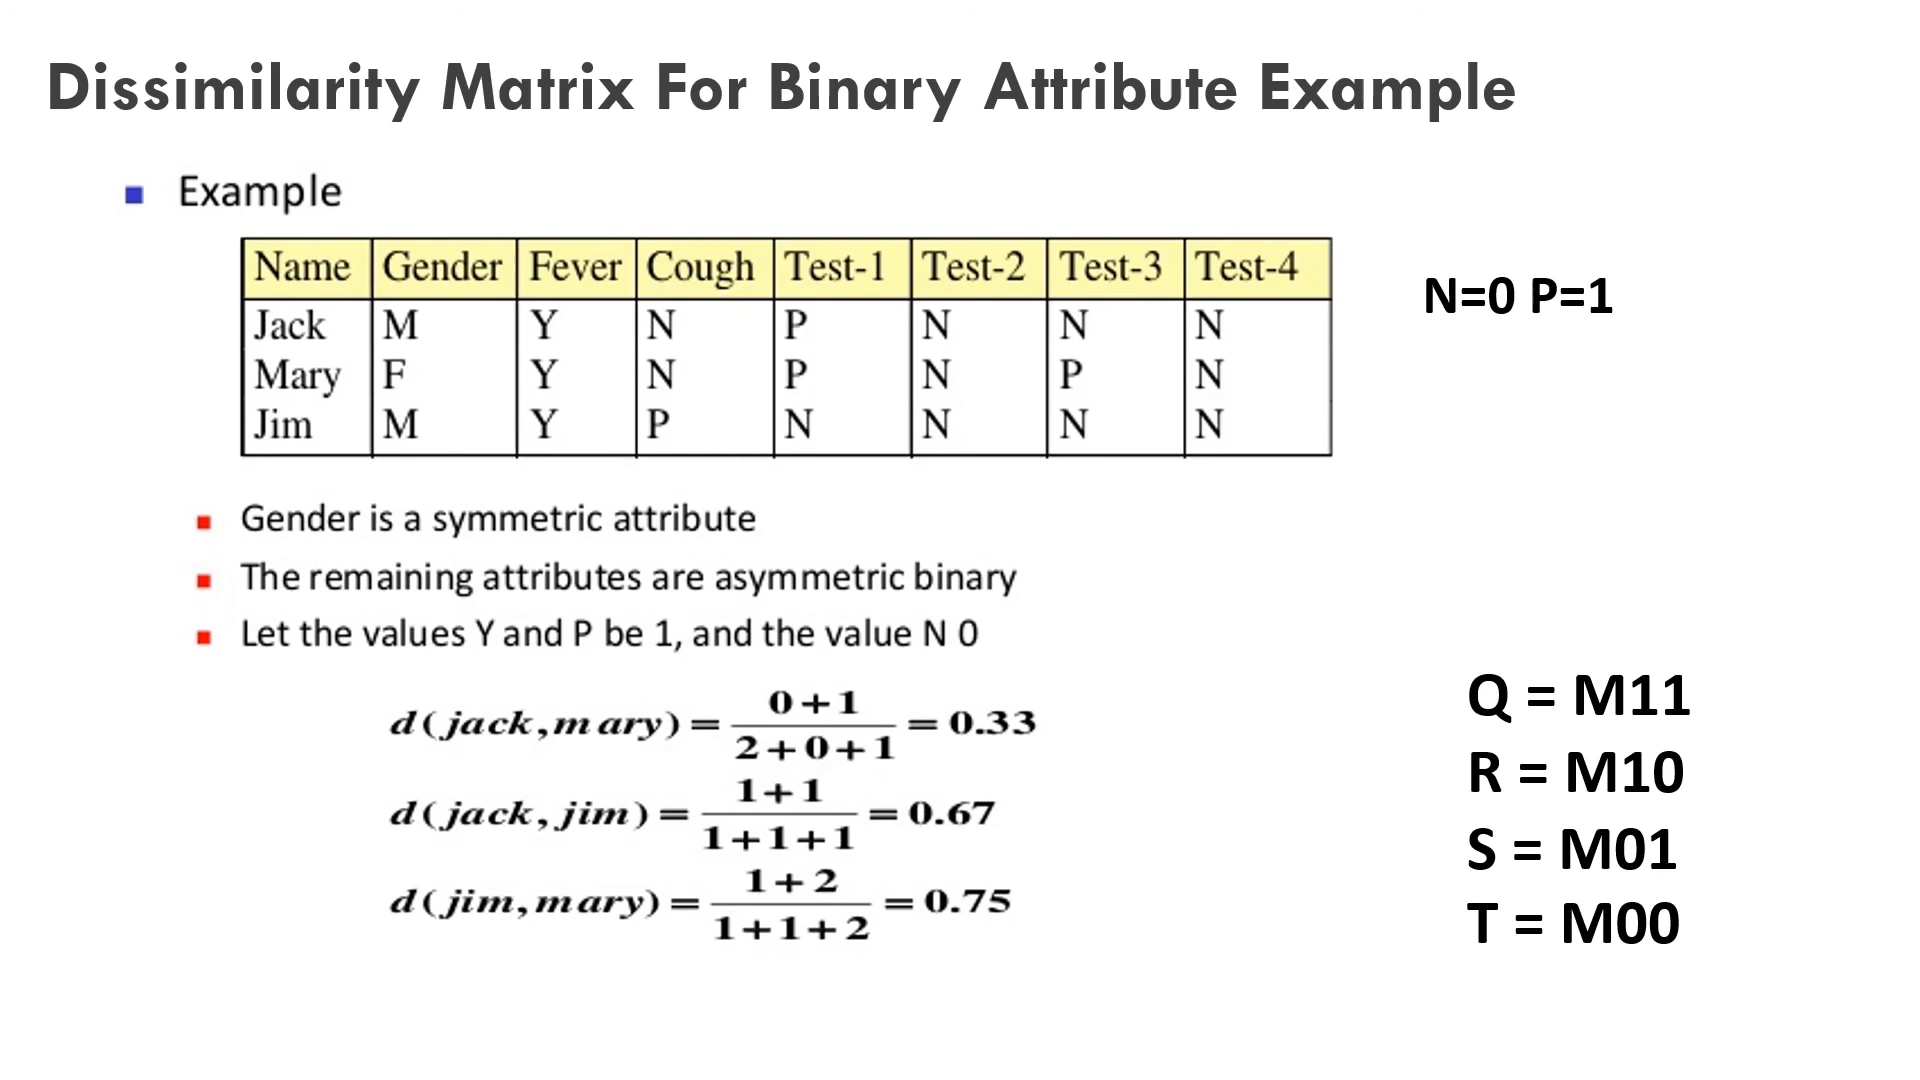 Dissimilarity Matrix For Binary Attribute Example
Example
Name Gender Fever Cough Test-1 Test-2 Test-3 Test-4
Jack M Y N P N N N
Mary F Y N P N P N
Jim M Y P N N N N
N=0 P=1
Gender is a symmetric attribute
The remaining attributes are asymmetric binary
Let the values Y and P be 1, and the value N 0
d(jack,mary) = 0+1 / 2+0+1 = 0.33
d(jack,jim) = 1+1 / 1+1+1 = 0.67
d(jim,mary) = 1+2 / 1+1+2 = 0.75
Q = M11
R = M10
S = M01
T = M00